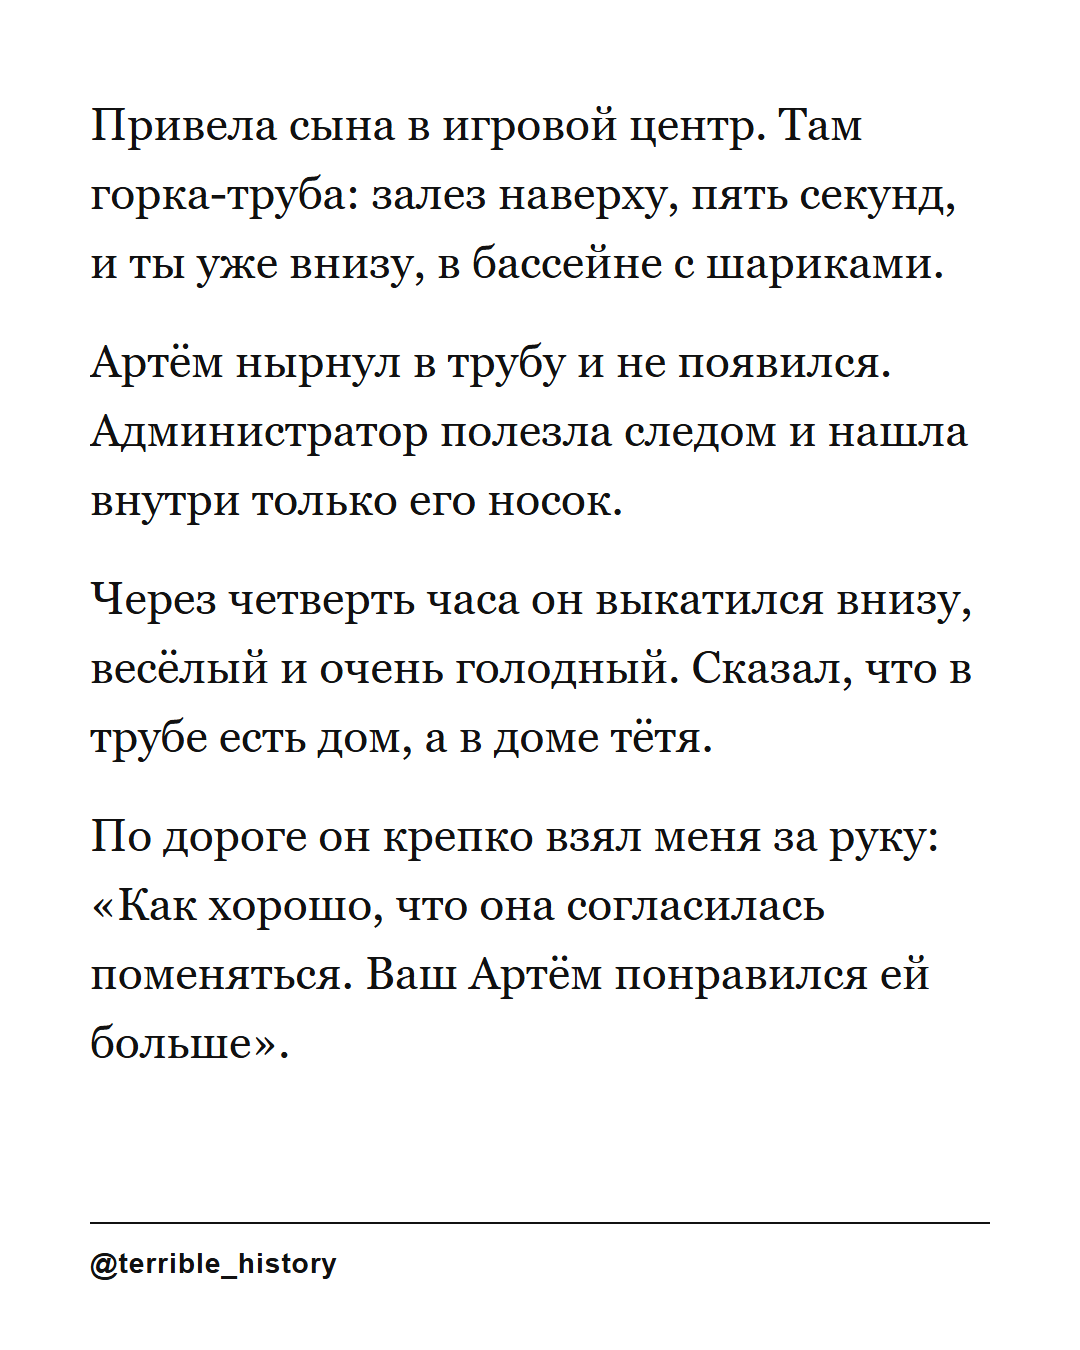 Привела сына в игровой центр. Там
горка-труба: залез наверху, пять секунд,
и ты уже внизу, в бассейне с шариками.
Артём нырнул в трубу и не появился.
Администратор полезла следом и нашла
внутри только его носок.
Через четверть часа он выкатился внизу,
весёлый и очень голодный. Сказал, что в
трубе есть дом, а в доме тётя.
По дороге он крепко взял меня за руку:
«Как хорошо, что она согласилась
поменяться. Ваш Артём понравился ей
больше».
@terrible_history